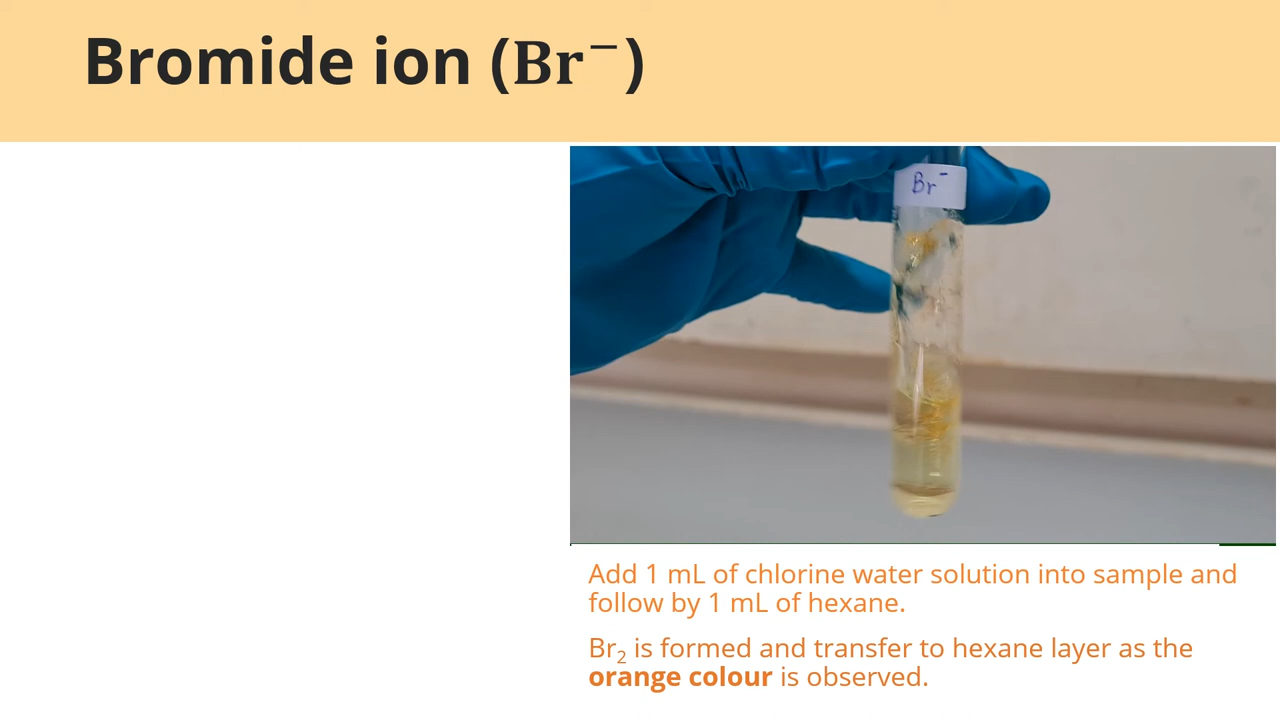 Bromide ion (Br⁻)
Br⁻
Add 1 mL of chlorine water solution into sample and
follow by 1 mL of hexane.
Br₂ is formed and transfer to hexane layer as the
orange colour is observed.